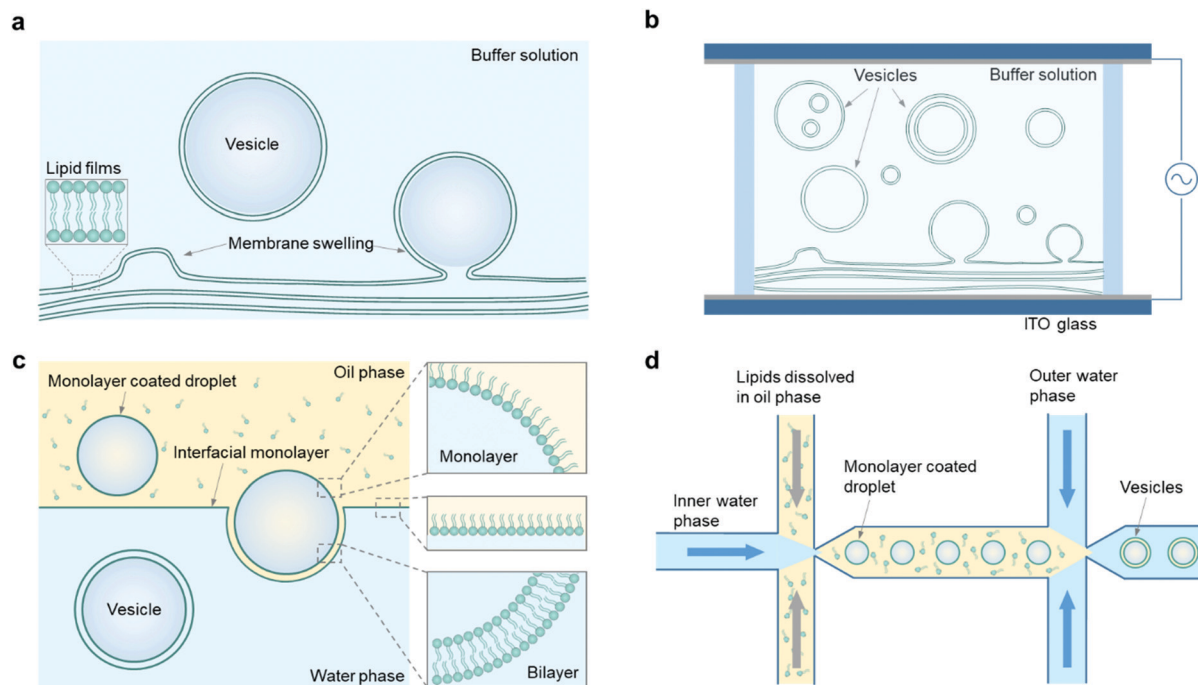 a
Buffer solution
Vesicle
Lipid films
Membrane swelling
b
Vesicles
Buffer solution
ITO glass
c
Monolayer coated droplet
Oil phase
Interfacial monolayer
Monolayer
Vesicle
Water phase
Bilayer
d
Lipids dissolved
in oil phase
Outer water
phase
Monolayer coated
droplet
Inner water
phase
Vesicles